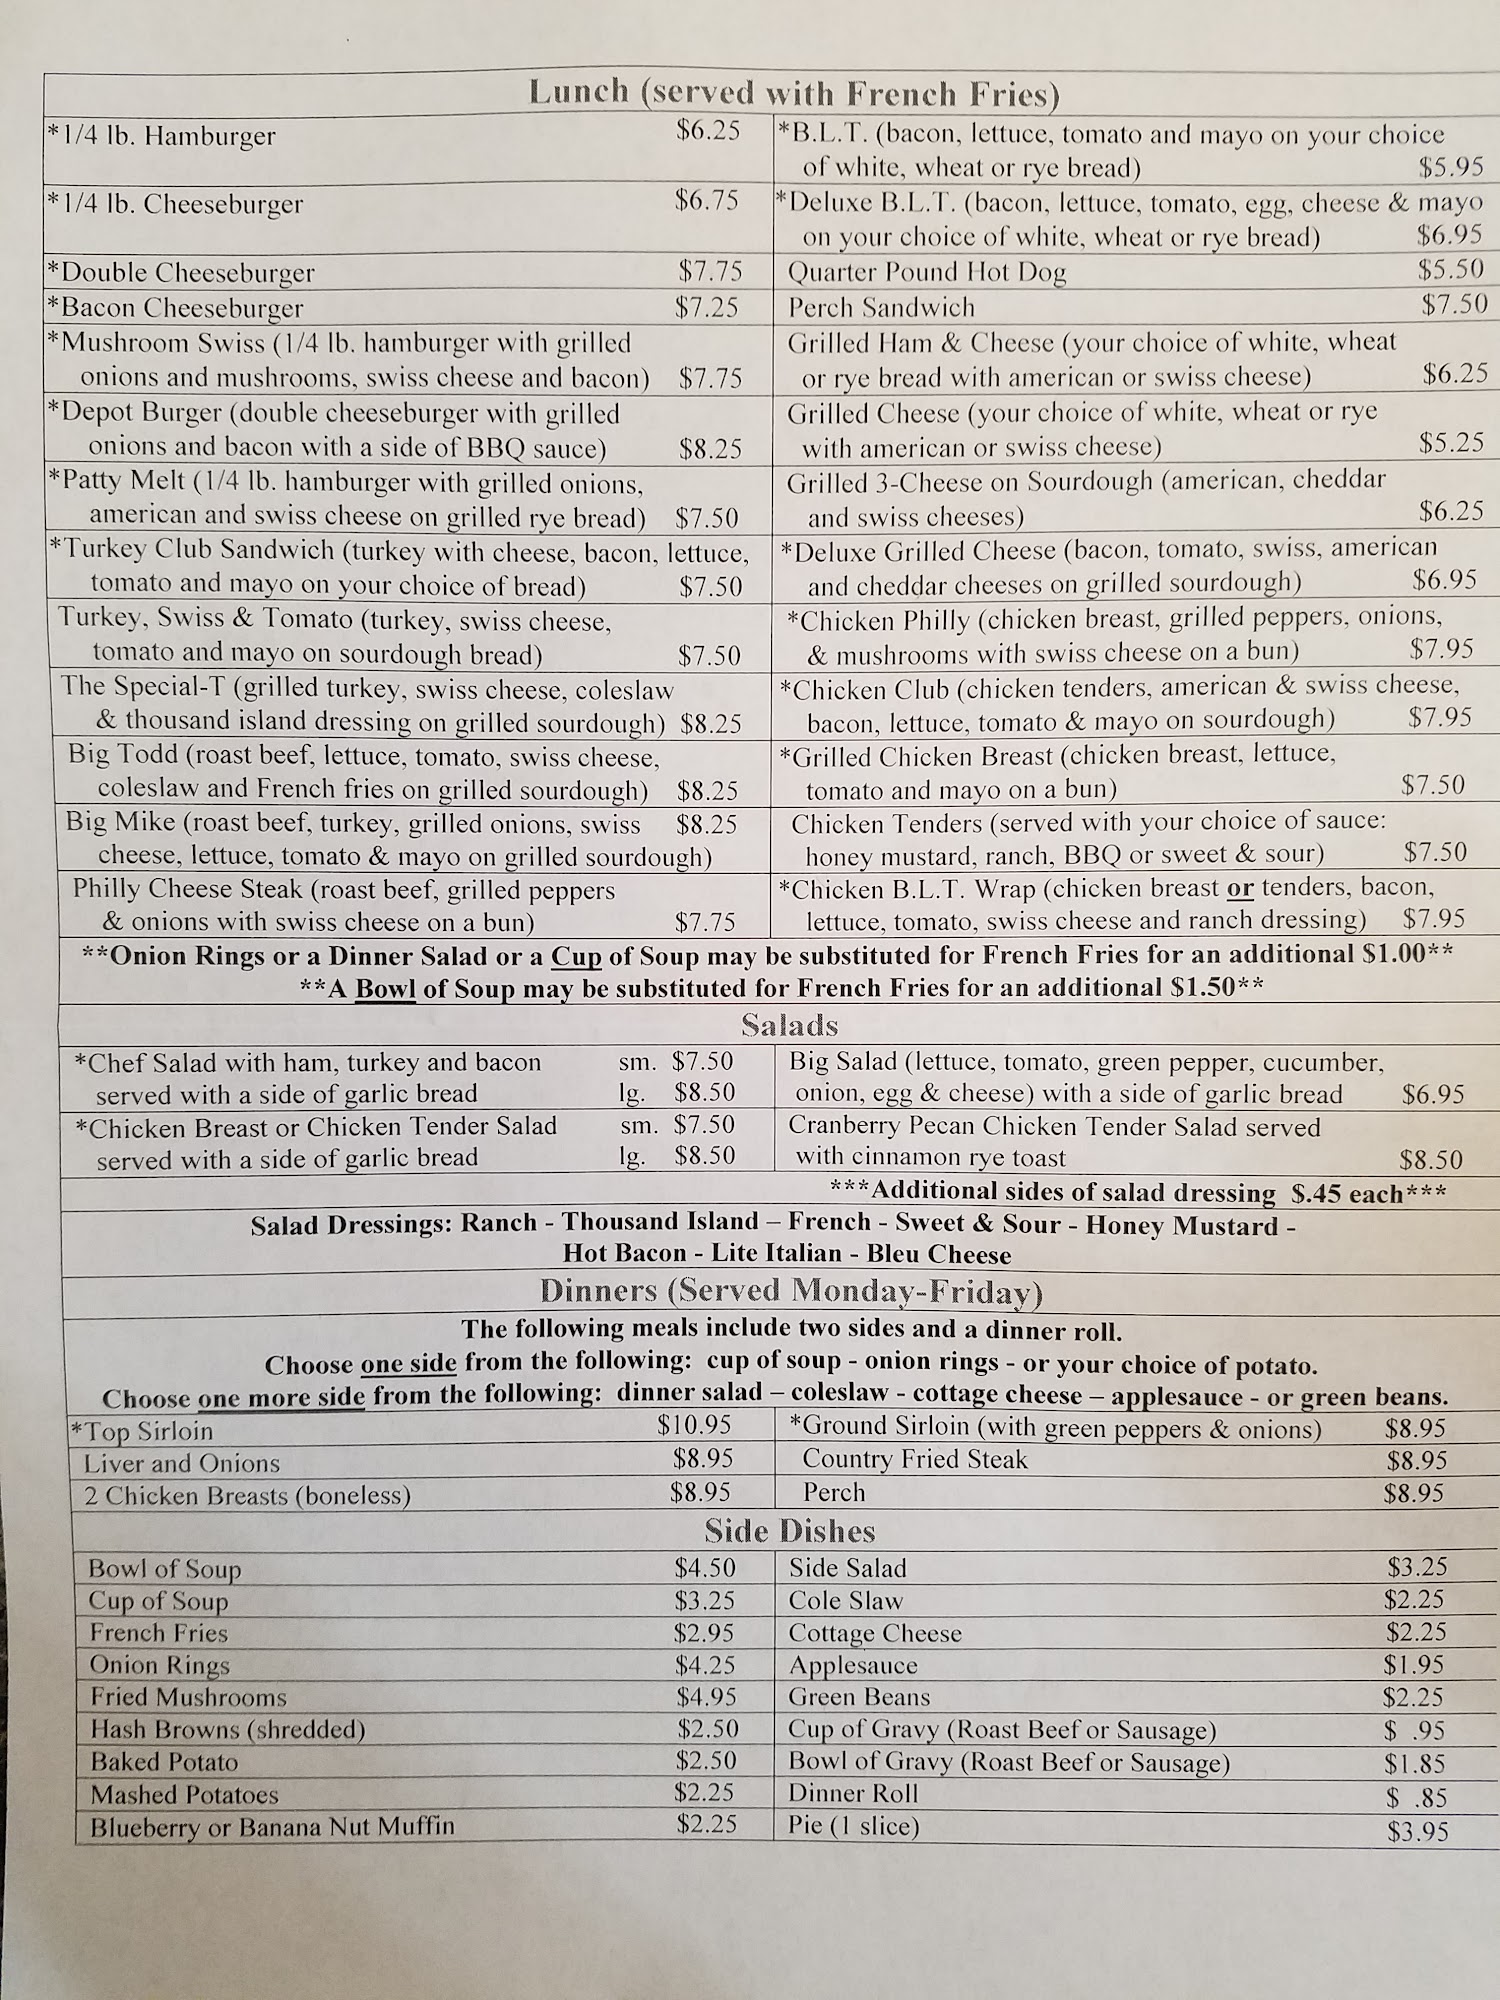 Lunch (served with French Fries)
*1/4 lb. Hamburger $6.25
*1/4 lb. Cheeseburger $6.75
*Double Cheeseburger $7.75
*Bacon Cheeseburger $7.25
*Mushroom Swiss (1/4 lb. hamburger with grilled
onions and mushrooms, swiss cheese and bacon) $7.75
*Depot Burger (double cheeseburger with grilled
onions and bacon with a side of BBQ sauce) $8.25
*Patty Melt (1/4 lb. hamburger with grilled onions,
american and swiss cheese on grilled rye bread) $7.50
*Turkey Club Sandwich (turkey with cheese, bacon, lettuce,
tomato and mayo on your choice of bread) $7.50
Turkey, Swiss & Tomato (turkey, swiss cheese,
tomato and mayo on sourdough bread) $7.50
The Special-T (grilled turkey, swiss cheese, coleslaw
& thousand island dressing on grilled sourdough) $8.25
Big Todd (roast beef, lettuce, tomato, swiss cheese,
coleslaw and French fries on grilled sourdough) $8.25
Big Mike (roast beef, turkey, grilled onions, swiss $8.25
cheese, lettuce, tomato & mayo on grilled sourdough)
Philly Cheese Steak (roast beef, grilled peppers
& onions with swiss cheese on a bun) $7.75
*B.L.T. (bacon, lettuce, tomato and mayo on your choice
of white, wheat or rye bread) $5.95
*Deluxe B.L.T. (bacon, lettuce, tomato, egg, cheese & mayo
on your choice of white, wheat or rye bread) $6.95
Quarter Pound Hot Dog $5.50
Perch Sandwich $7.50
Grilled Ham & Cheese (your choice of white, wheat
or rye bread with american or swiss cheese) $6.25
Grilled Cheese (your choice of white, wheat or rye
with american or swiss cheese) $5.25
Grilled 3-Cheese on Sourdough (american, cheddar
and swiss cheeses) $6.25
*Deluxe Grilled Cheese (bacon, tomato, swiss, american
and cheddar cheeses on grilled sourdough) $6.95
*Chicken Philly (chicken breast, grilled peppers, onions,
& mushrooms with swiss cheese on a bun) $7.95
*Chicken Club (chicken tenders, american & swiss cheese,
bacon, lettuce, tomato & mayo on sourdough) $7.95
*Grilled Chicken Breast (chicken breast, lettuce,
tomato and mayo on a bun) $7.50
Chicken Tenders (served with your choice of sauce:
honey mustard, ranch, BBQ or sweet & sour) $7.50
*Chicken B.L.T. Wrap (chicken breast or tenders, bacon,
lettuce, tomato, swiss cheese and ranch dressing) $7.95
**Onion Rings or a Dinner Salad or a Cup of Soup may be substituted for French Fries for an additional $1.00**
**A Bowl of Soup may be substituted for French Fries for an additional $1.50**
Salads
*Chef Salad with ham, turkey and bacon sm. $7.50
served with a side of garlic bread lg. $8.50
*Chicken Breast or Chicken Tender Salad sm. $7.50
served with a side of garlic bread lg. $8.50
Big Salad (lettuce, tomato, green pepper, cucumber,
onion, egg & cheese) with a side of garlic bread $6.95
Cranberry Pecan Chicken Tender Salad served
with cinnamon rye toast $8.50
***Additional sides of salad dressing $.45 each***
Salad Dressings: Ranch - Thousand Island – French - Sweet & Sour - Honey Mustard -
Hot Bacon - Lite Italian - Bleu Cheese
Dinners (Served Monday-Friday)
The following meals include two sides and a dinner roll.
Choose one side from the following: cup of soup - onion rings - or your choice of potato.
Choose one more side from the following: dinner salad – coleslaw - cottage cheese – applesauce - or green beans.
*Top Sirloin $10.95
Liver and Onions $8.95
2 Chicken Breasts (boneless) $8.95
*Ground Sirloin (with green peppers & onions) $8.95
Country Fried Steak $8.95
Perch $8.95
Side Dishes
Bowl of Soup $4.50
Cup of Soup $3.25
French Fries $2.95
Onion Rings $4.25
Fried Mushrooms $4.95
Hash Browns (shredded) $2.50
Baked Potato $2.50
Mashed Potatoes $2.25
Blueberry or Banana Nut Muffin $2.25
Side Salad $3.25
Cole Slaw $2.25
Cottage Cheese $2.25
Applesauce $1.95
Green Beans $2.25
Cup of Gravy (Roast Beef or Sausage) $ .95
Bowl of Gravy (Roast Beef or Sausage) $1.85
Dinner Roll $ .85
Pie (1 slice) $3.95